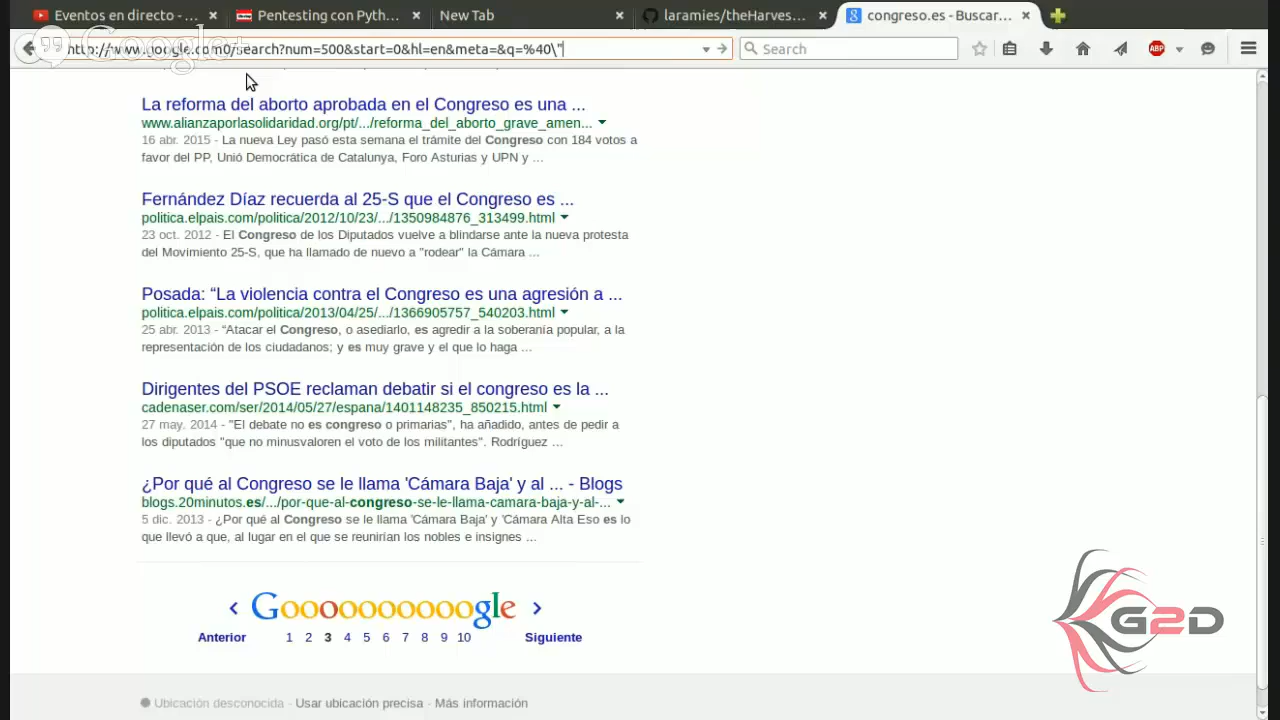 Eventos en directo - ...
Pentesting con Pyth...
New Tab
laramies/theHarves...
congreso.es - Buscar...
Google+
http://www.google.com0/search?num=500&start=0&hl=en&meta=&q=%40\"
Search
ABP
La reforma del aborto aprobada en el Congreso es una ...
www.alianzaporlasolidaridad.org/pt/.../reforma_del_aborto_grave_amen...
16 abr. 2015 - La nueva Ley pasó esta semana el trámite del Congreso con 184 votos a
favor del PP, Unió Democrática de Catalunya, Foro Asturias y UPN y ...
Fernández Díaz recuerda al 25-S que el Congreso es ...
politica.elpais.com/politica/2012/10/23/.../1350984876_313499.html
23 oct. 2012 - El Congreso de los Diputados vuelve a blindarse ante la nueva protesta
del Movimiento 25-S, que ha llamado de nuevo a "rodear" la Cámara ...
Posada: “La violencia contra el Congreso es una agresión a ...
politica.elpais.com/politica/2013/04/25/.../1366905757_540203.html
25 abr. 2013 - “Atacar el Congreso, o asediarlo, es agredir a la soberanía popular, a la
representación de los ciudadanos; y es muy grave y el que lo haga ...
Dirigentes del PSOE reclaman debatir si el congreso es la ...
cadenaser.com/ser/2014/05/27/espana/1401148235_850215.html
27 may. 2014 - "El debate no es congreso o primarias", ha añadido, antes de pedir a
los diputados "que no minusvaloren el voto de los militantes". Rodríguez ...
¿Por qué al Congreso se le llama 'Cámara Baja' y al ... - Blogs
blogs.20minutos.es/.../por-que-al-congreso-se-le-llama-camara-baja-y-al-...
5 dic. 2013 - ¿Por qué al Congreso se le llama 'Cámara Baja' y 'Cámara Alta Eso es lo
que llevó a que, al lugar en el que se reunirían los nobles e insignes ...
Goooooooooogle
Anterior 1 2 3 4 5 6 7 8 9 10 Siguiente
G2D
Ubicación desconocida - Usar ubicación precisa - Más información